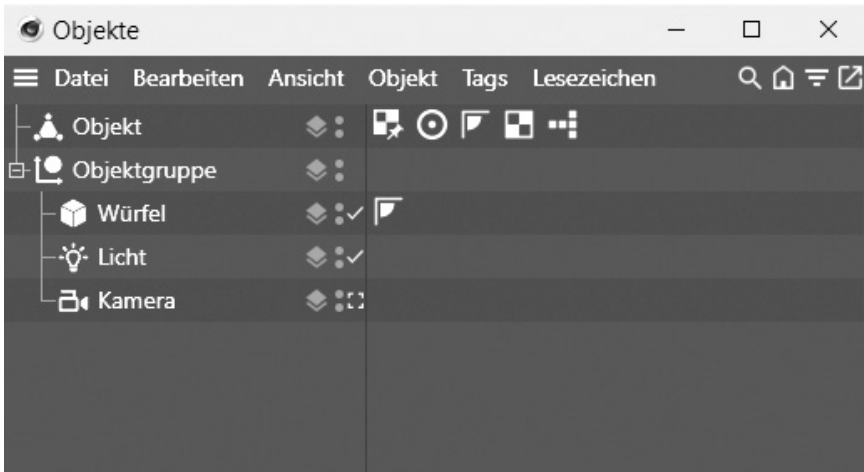 Objekte
Datei Bearbeiten Ansicht Objekt Tags Lesezeichen
Objekt
Objektgruppe
Würfel
Licht
Kamera